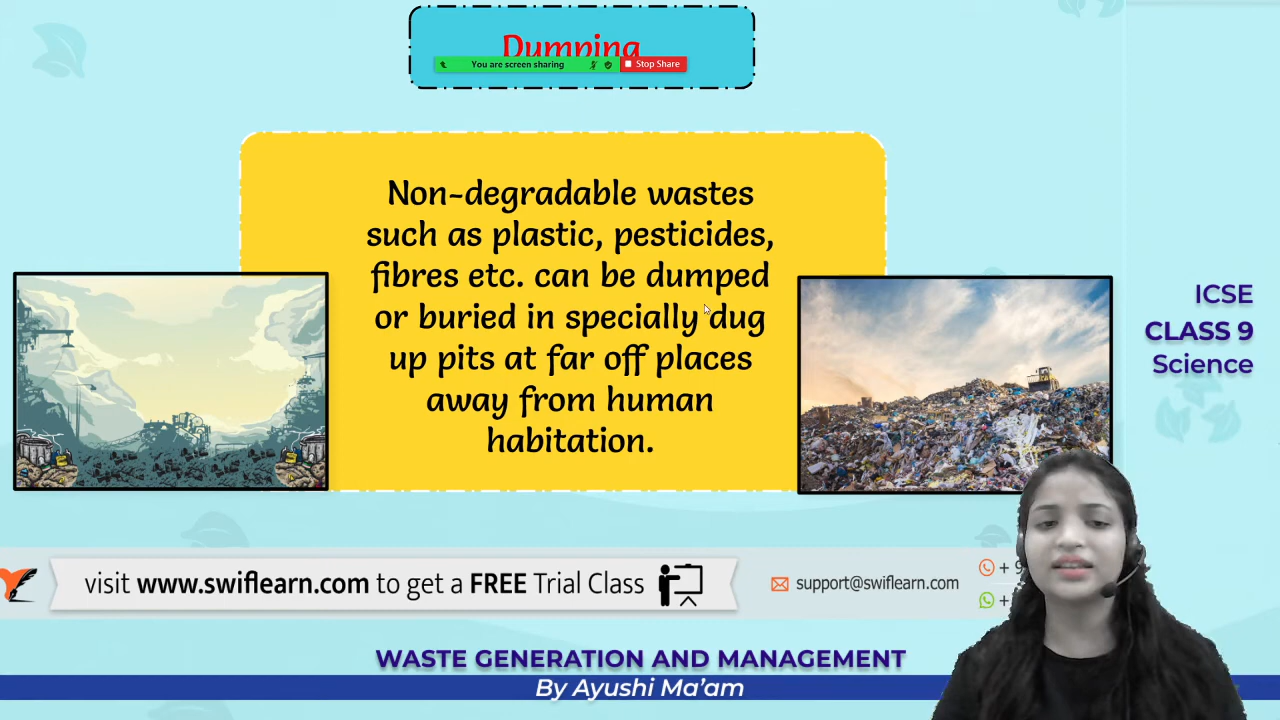 Dumping
You are screen sharing
Stop Share
Non-degradable wastes
such as plastic, pesticides,
fibres etc. can be dumped
or buried in specially dug
up pits at far off places
away from human
habitation.
ICSE
CLASS 9
Science
visit www.swiflearn.com to get a FREE Trial Class
support@swiflearn.com
+ 9
+
WASTE GENERATION AND MANAGEMENT
By Ayushi Ma'am